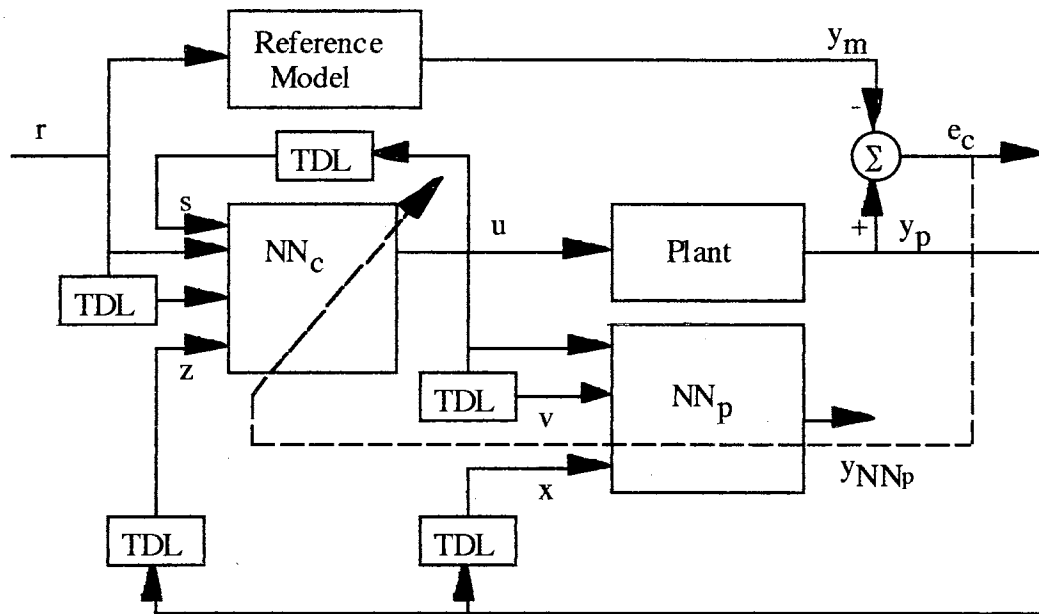 Reference
Model
y_m
r
-
TDL
e_c
Σ
s
NN_c
u
+
y_p
Plant
TDL
z
TDL
v
NN_p
y_NNp
x
TDL
TDL